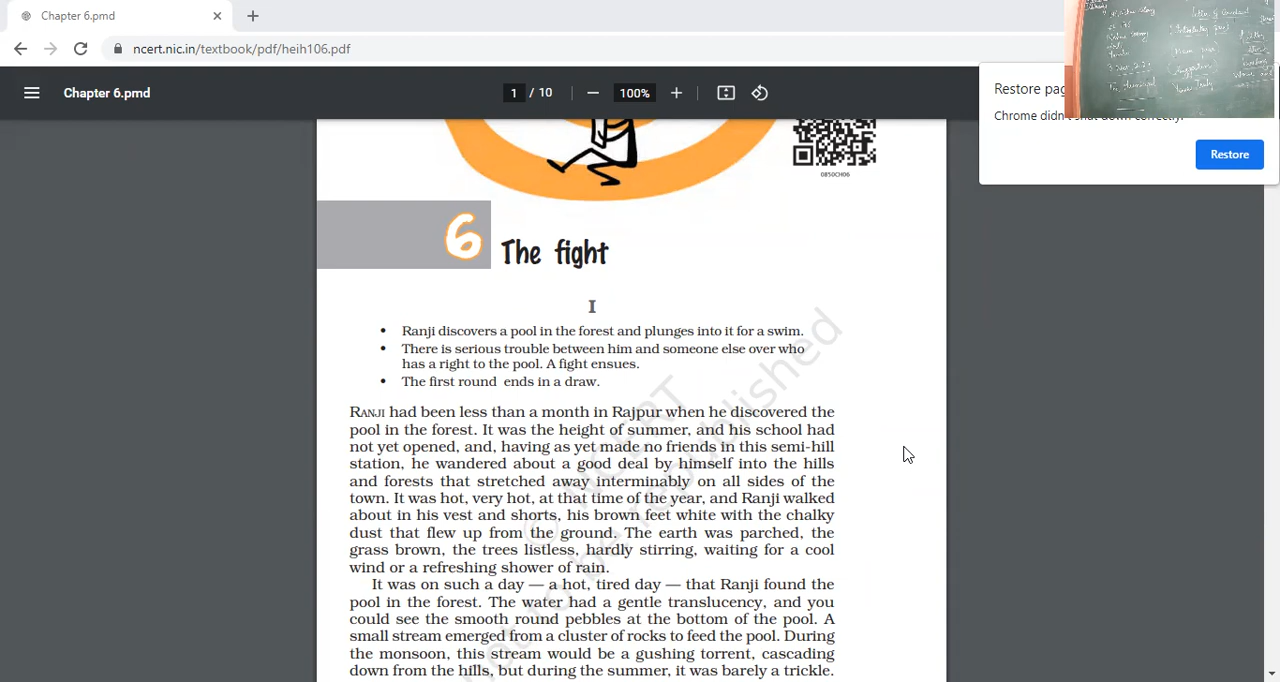 Chapter 6.pmd
ncert.nic.in/textbook/pdf/heih106.pdf
Chapter 6.pmd
1 / 10
100%
Restore pag
Chrome didn't shut down correctly.
Restore
0850CH06
6 The fight
I
• Ranji discovers a pool in the forest and plunges into it for a swim.
• There is serious trouble between him and someone else over who
has a right to the pool. A fight ensues.
• The first round ends in a draw.
RANJI had been less than a month in Rajpur when he discovered the
pool in the forest. It was the height of summer, and his school had
not yet opened, and, having as yet made no friends in this semi-hill
station, he wandered about a good deal by himself into the hills
and forests that stretched away interminably on all sides of the
town. It was hot, very hot, at that time of the year, and Ranji walked
about in his vest and shorts, his brown feet white with the chalky
dust that flew up from the ground. The earth was parched, the
grass brown, the trees listless, hardly stirring, waiting for a cool
wind or a refreshing shower of rain.
It was on such a day — a hot, tired day — that Ranji found the
pool in the forest. The water had a gentle translucency, and you
could see the smooth round pebbles at the bottom of the pool. A
small stream emerged from a cluster of rocks to feed the pool. During
the monsoon, this stream would be a gushing torrent, cascading
down from the hills, but during the summer, it was barely a trickle.
© NCERT
not to be republished